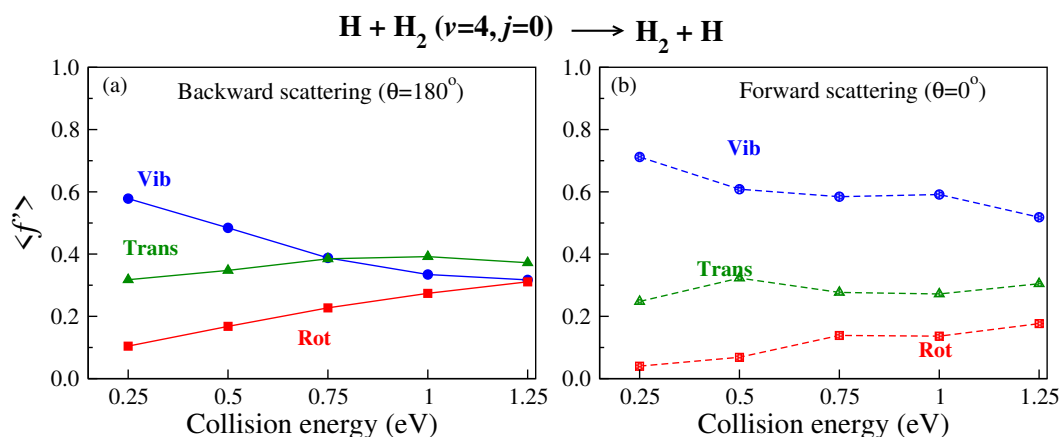 H + H₂ (v=4, j=0) ⟶ H₂ + H
(a) Backward scattering (θ=180°)
(b) Forward scattering (θ=0°)
<f'>
1.0
0.8
0.6
0.4
0.2
0.0
Vib
Trans
Rot
0.25 0.5 0.75 1 1.25
Collision energy (eV)
1.0
0.8
0.6
0.4
0.2
0.0
Vib
Trans
Rot
0.25 0.5 0.75 1 1.25
Collision energy (eV)